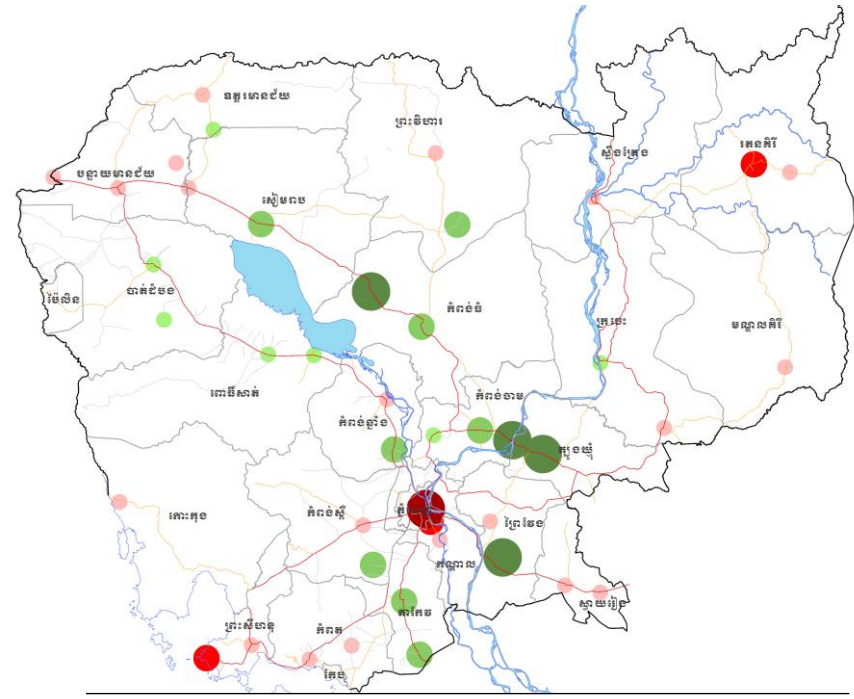 ឧត្តរមានជ័យ
ព្រះវិហារ
ស្ទឹងត្រែង
រតនគិរី
បន្ទាយមានជ័យ
សៀមរាប
ប៉ៃលិន
បាត់ដំបង
កំពង់ធំ
ក្រចេះ
មណ្ឌលគិរី
ពោធិ៍សាត់
កំពង់ចាម
កំពង់ឆ្នាំង
ត្បូងឃ្មុំ
កោះកុង
កំពង់ស្ពឺ
ព្រៃវែង
កណ្តាល
ស្វាយរៀង
តាកែវ
ព្រះសីហនុ
កំពត
កែប